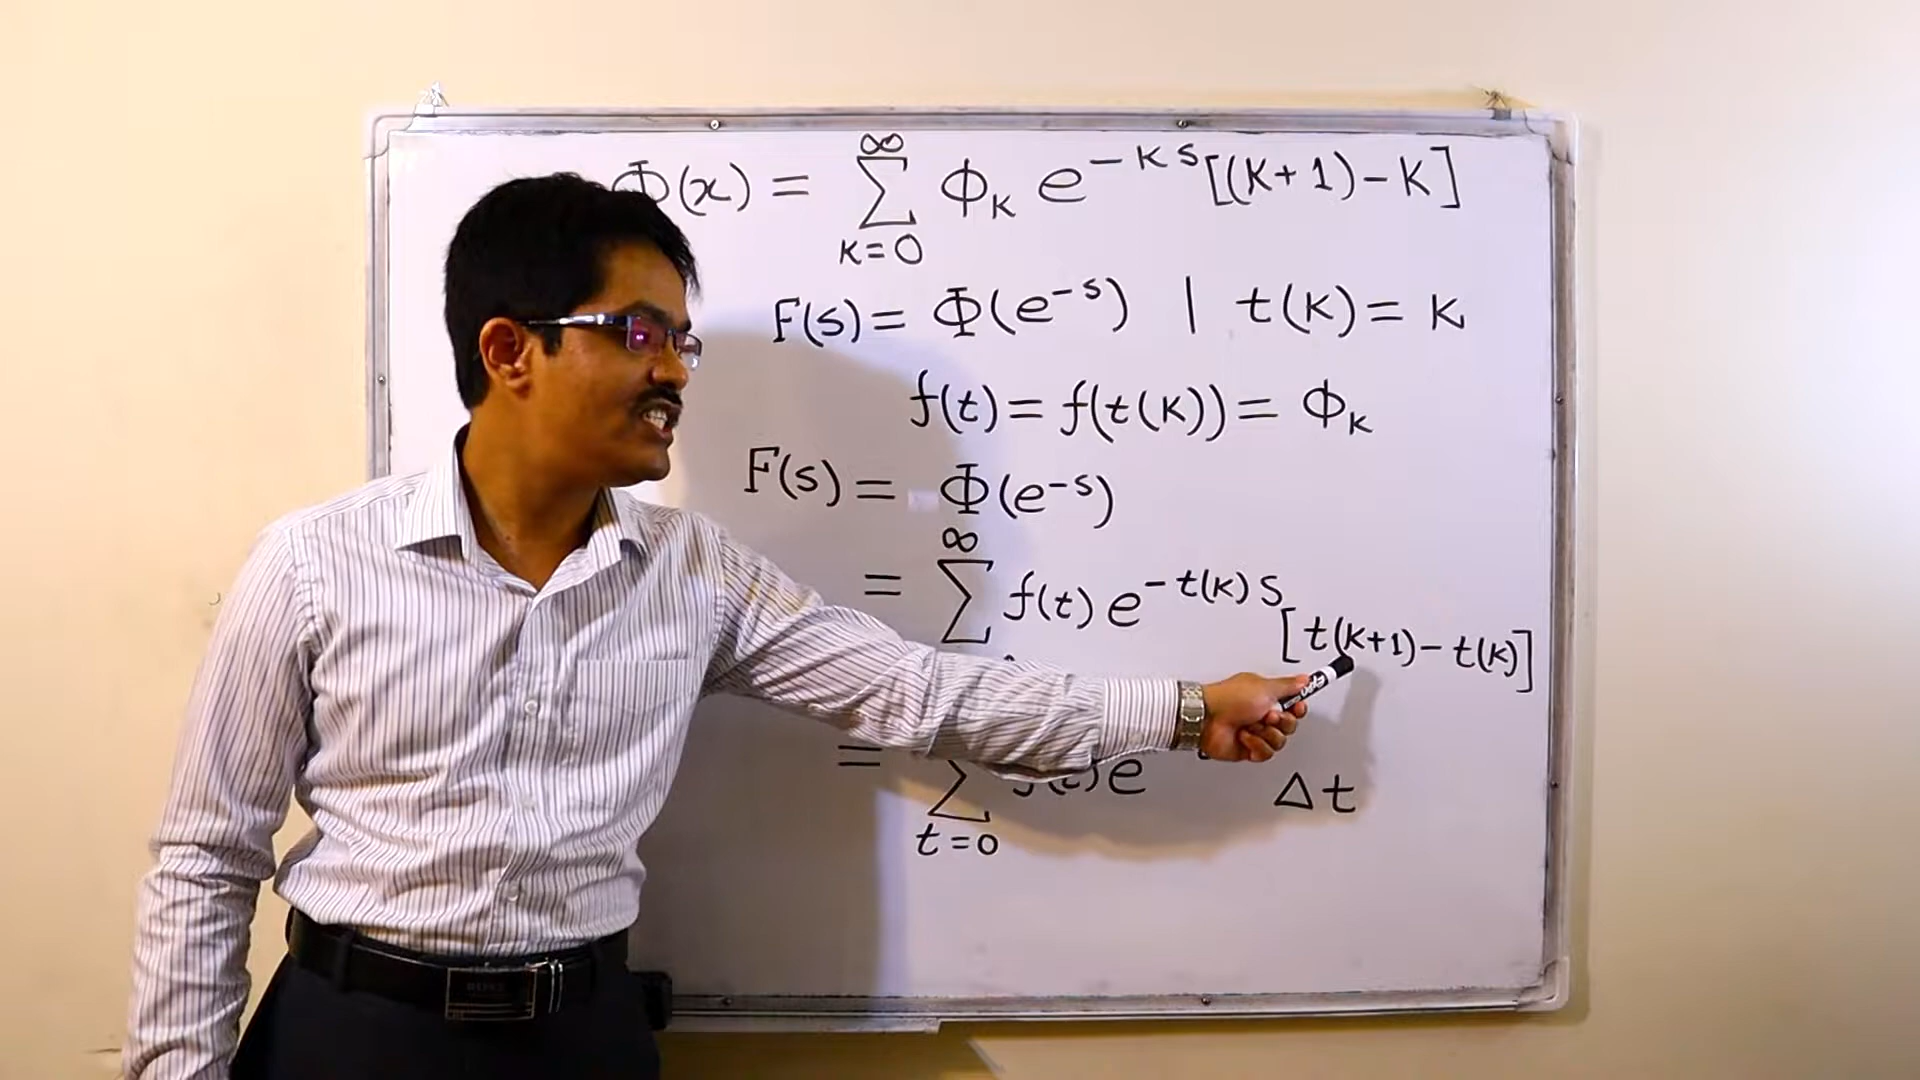 Φ(x) = ∞ Σ K=0 ϕ_K e^{-KS} [(K+1)-K]
F(s) = Φ(e^{-s}) | t(K) = K
f(t) = f(t(K)) = ϕ_K
F(s) = Φ(e^{-s})
= ∞ Σ f(t) e^{-t(K)S} [t(K+1) - t(K)]
= Σ t=0 f(t) e Δt